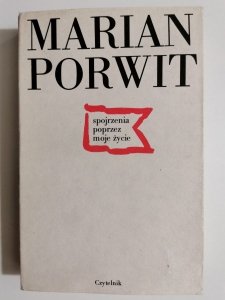 MARIAN
PORWIT
spojrzenia
poprzez
moje życie
Czytelnik